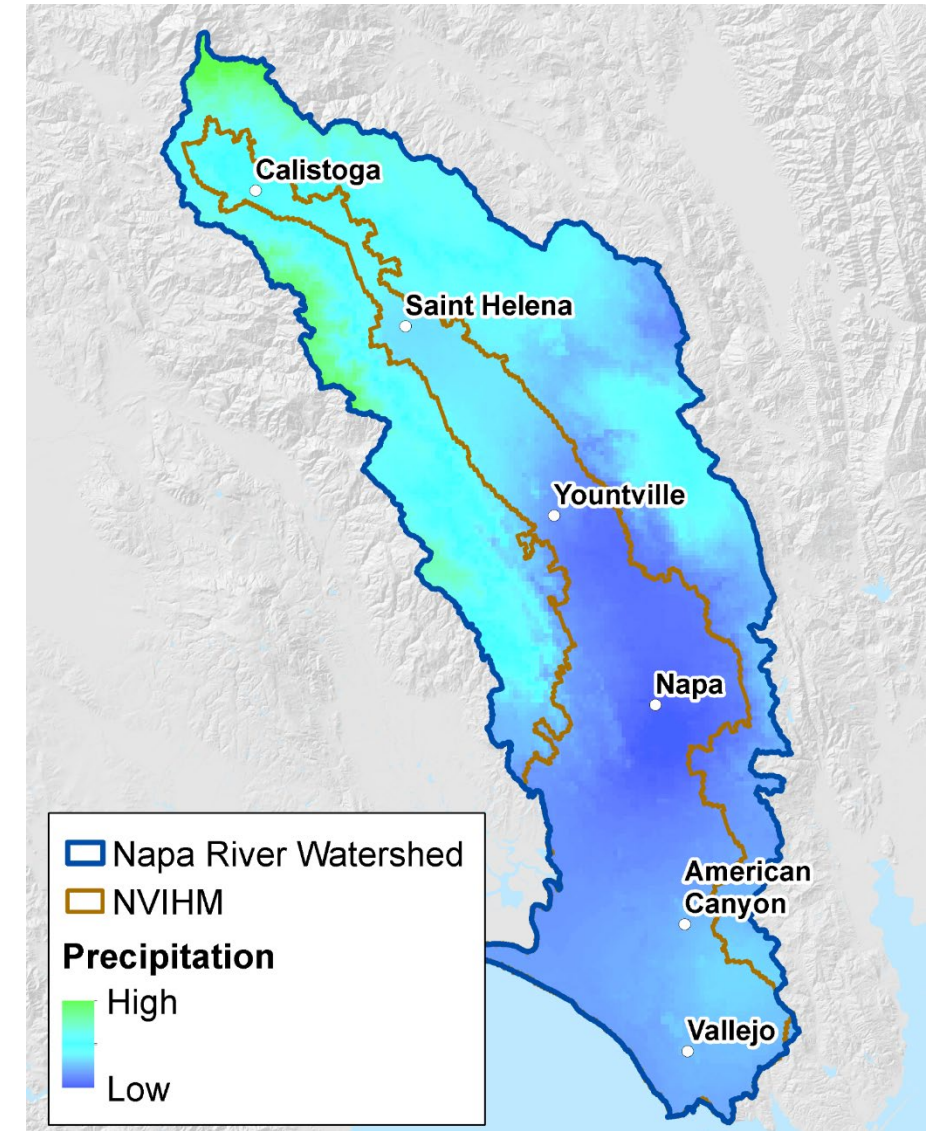 Calistoga
Saint Helena
Yountville
Napa
American
Canyon
Vallejo
Napa River Watershed
NVIHM
Precipitation
High
Low